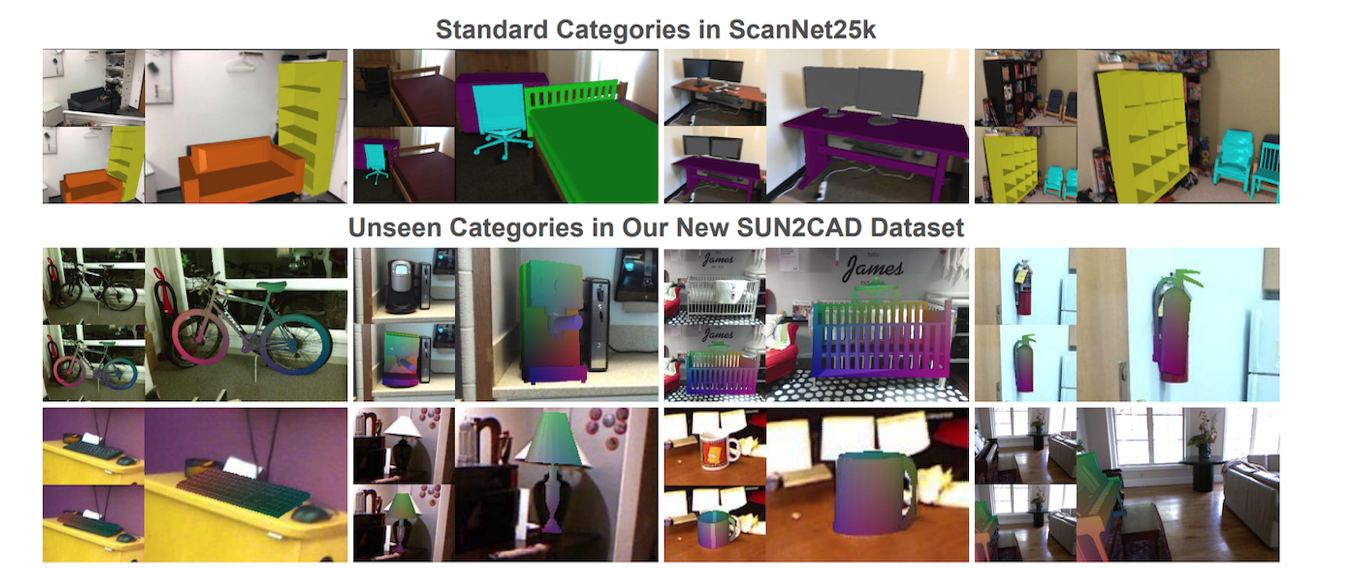 Standard Categories in ScanNet25k
Unseen Categories in Our New SUN2CAD Dataset
James
James
James